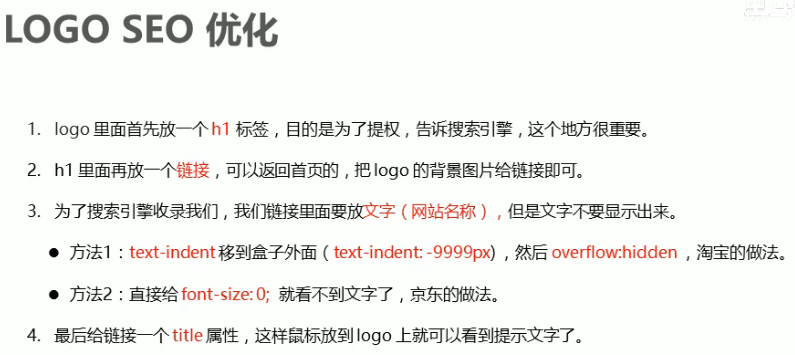 LOGO SEO 优化
1. logo 里面首先放一个 h1 标签，目的是为了提权，告诉搜索引擎，这个地方很重要。
2. h1 里面再放一个链接，可以返回首页的，把 logo 的背景图片给链接即可。
3. 为了搜索引擎收录我们，我们链接里面要放文字（网站名称），但是文字不要显示出来。
● 方法1：text-indent 移到盒子外面（text-indent: -9999px)，然后 overflow:hidden ，淘宝的做法。
● 方法2：直接给 font-size: 0; 就看不到文字了，京东的做法。
4. 最后给链接一个 title 属性，这样鼠标放到 logo 上就可以看到提示文字了。